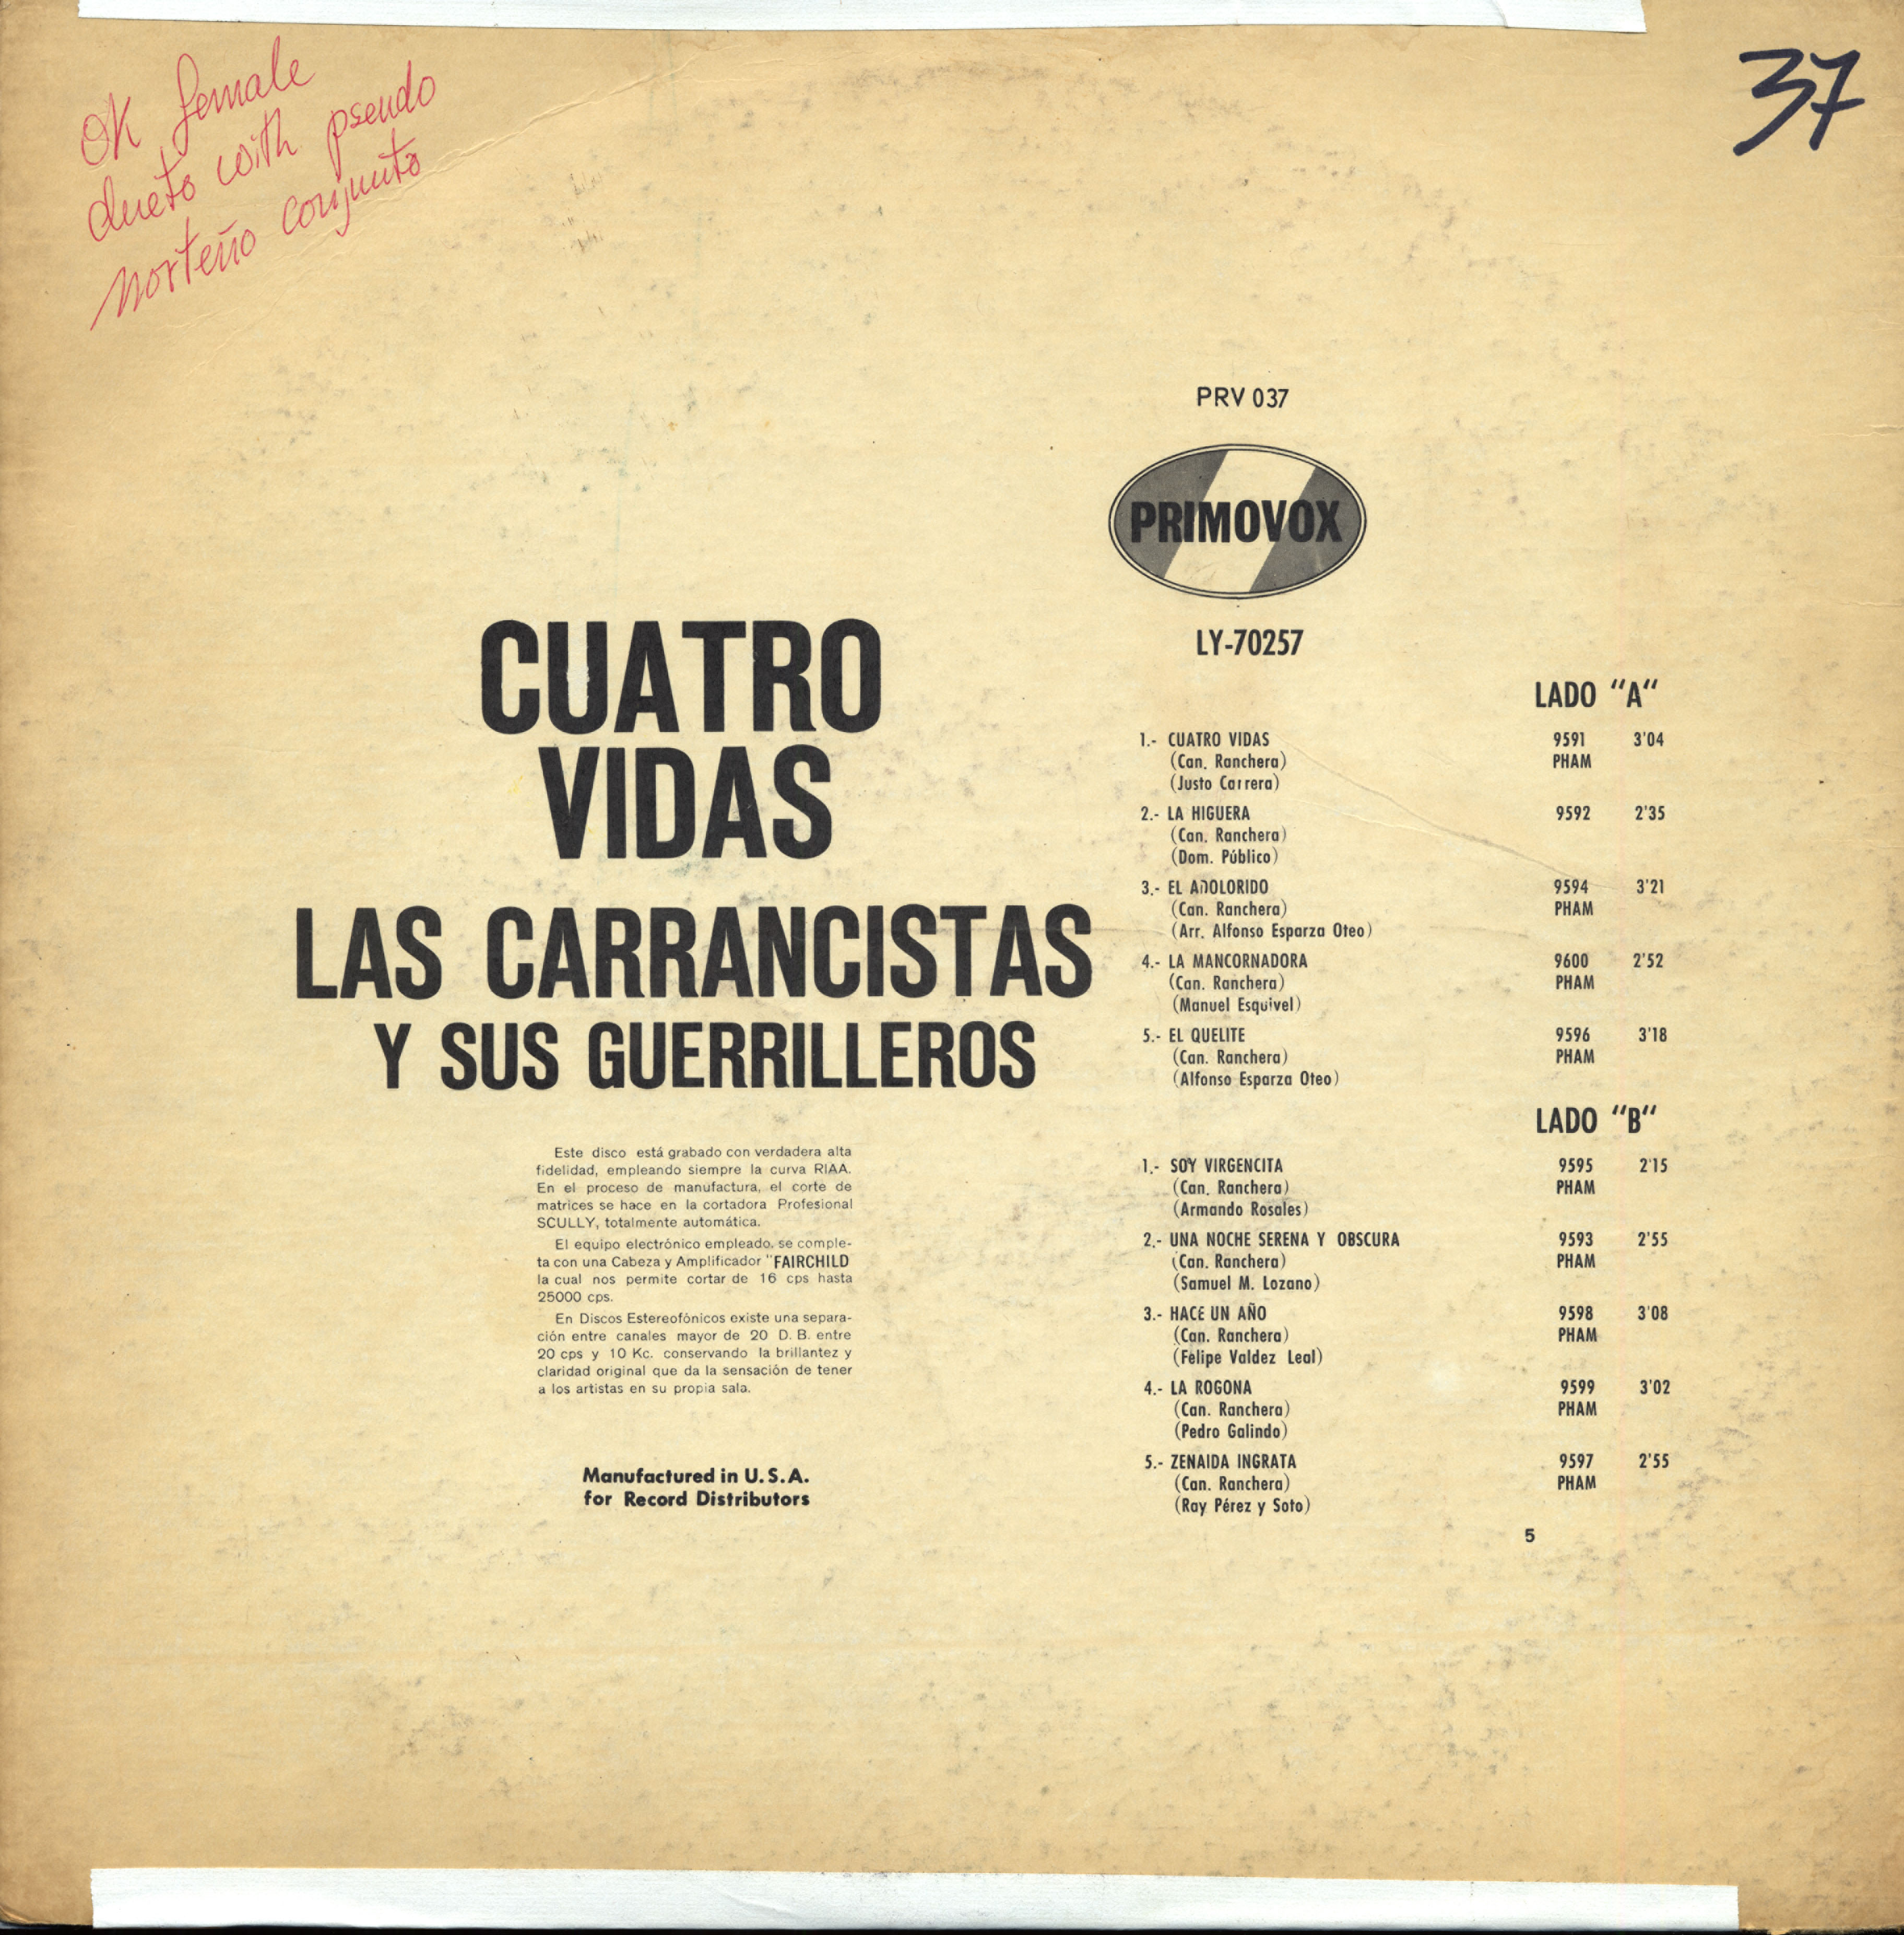 OK female
dueto with pseudo
norteño conjunto
37
PRV 037
PRIMOVOX
LY-70257
CUATRO
VIDAS
LAS CARRANCISTAS
Y SUS GUERRILLEROS
Este disco está grabado con verdadera alta
fidelidad, empleando siempre la curva RIAA.
En el proceso de manufactura, el corte de
matrices se hace en la cortadora Profesional
SCULLY, totalmente automática.
El equipo electrónico empleado, se comple-
ta con una Cabeza y Amplificador "FAIRCHILD
la cual nos permite cortar de 16 cps hasta
25000 cps.
En Discos Estereofónicos existe una separa-
ción entre canales mayor de 20 D. B. entre
20 cps y 10 Kc. conservando la brillantez y
claridad original que da la sensación de tener
a los artistas en su propia sala.
Manufactured in U.S.A.
for Record Distributors
LADO "A"
1.- CUATRO VIDAS 9591 3'04
(Can. Ranchera) PHAM
(Justo Carrera)
2.- LA HIGUERA 9592 2'35
(Can. Ranchera)
(Dom. Público)
3.- EL ADOLORIDO 9594 3'21
(Can. Ranchera) PHAM
(Arr. Alfonso Esparza Oteo)
4.- LA MANCORNADORA 9600 2'52
(Can. Ranchera) PHAM
(Manuel Esquivel)
5.- EL QUELITE 9596 3'18
(Can. Ranchera) PHAM
(Alfonso Esparza Oteo)
LADO "B"
1.- SOY VIRGENCITA 9595 2'15
(Can. Ranchera) PHAM
(Armando Rosales)
2.- UNA NOCHE SERENA Y OBSCURA 9593 2'55
(Can. Ranchera) PHAM
(Samuel M. Lozano)
3.- HACE UN AÑO 9598 3'08
(Can. Ranchera) PHAM
(Felipe Valdez Leal)
4.- LA ROGONA 9599 3'02
(Can. Ranchera) PHAM
(Pedro Galindo)
5.- ZENAIDA INGRATA 9597 2'55
(Can. Ranchera) PHAM
(Ray Pérez y Soto)
5